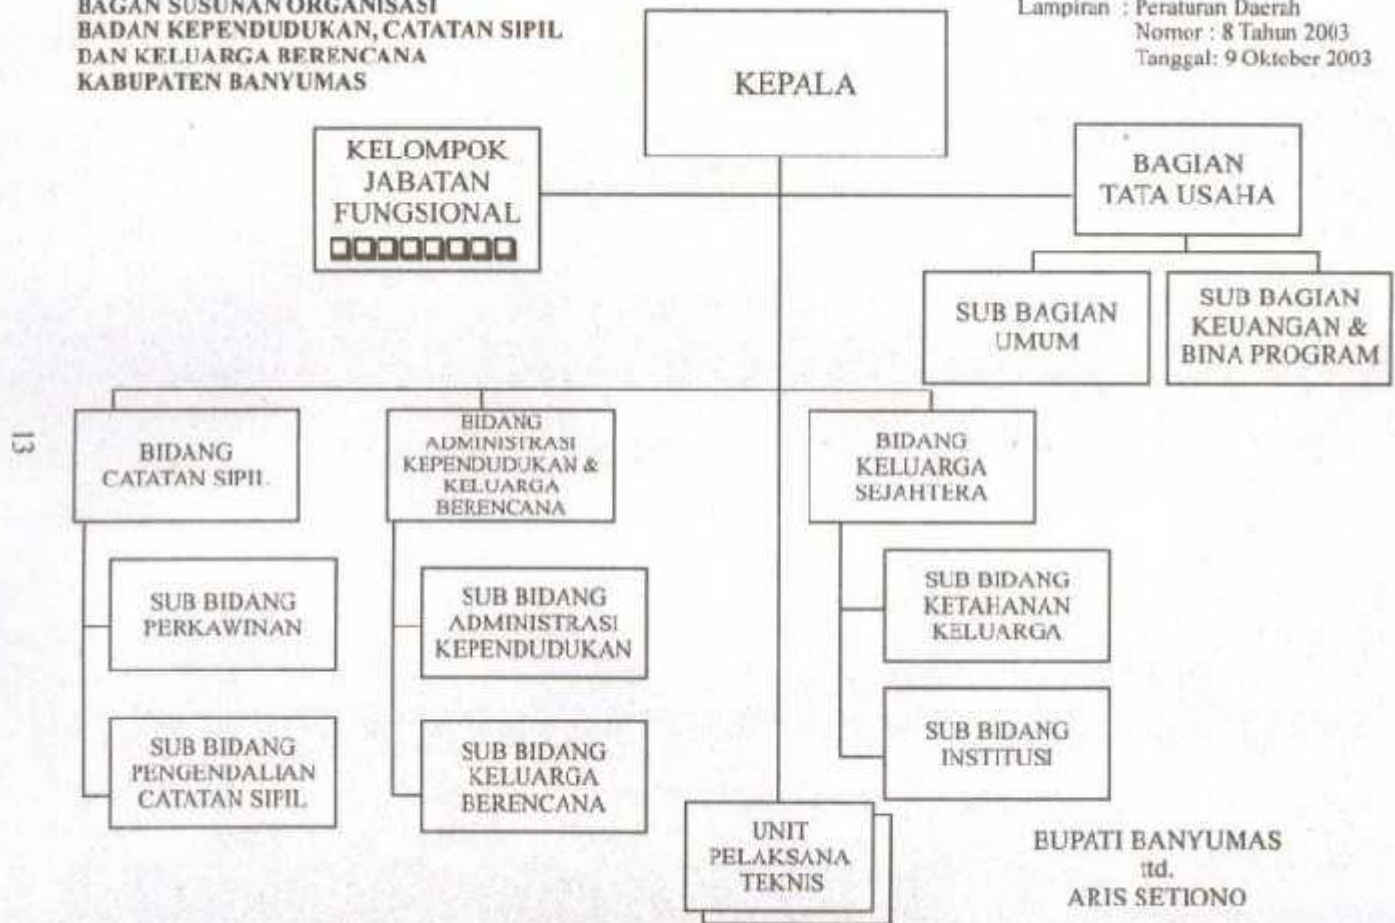 BAGAN SUSUNAN ORGANISASI
BADAN KEPENDUDUKAN, CATATAN SIPIL
DAN KELUARGA BERENCANA
KABUPATEN BANYUMAS
Lampiran : Peraturan Daerah
Nomor : 8 Tahun 2003
Tanggal: 9 Oktober 2003
KEPALA
KELOMPOK
JABATAN
FUNGSIONAL
BAGIAN
TATA USAHA
SUB BAGIAN
UMUM
SUB BAGIAN
KEUANGAN &
BINA PROGRAM
BIDANG
CATATAN SIPIL
BIDANG
ADMINISTRASI
KEPENDUDUKAN &
KELUARGA
BERENCANA
BIDANG
KELUARGA
SEJAHTERA
SUB BIDANG
PERKAWINAN
SUB BIDANG
ADMINISTRASI
KEPENDUDUKAN
SUB BIDANG
KETAHANAN
KELUARGA
SUB BIDANG
PENGENDALIAN
CATATAN SIPIL
SUB BIDANG
KELUARGA
BERENCANA
SUB BIDANG
INSTITUSI
UNIT
PELAKSANA
TEKNIS
BUPATI BANYUMAS
ttd.
ARIS SETIONO
13